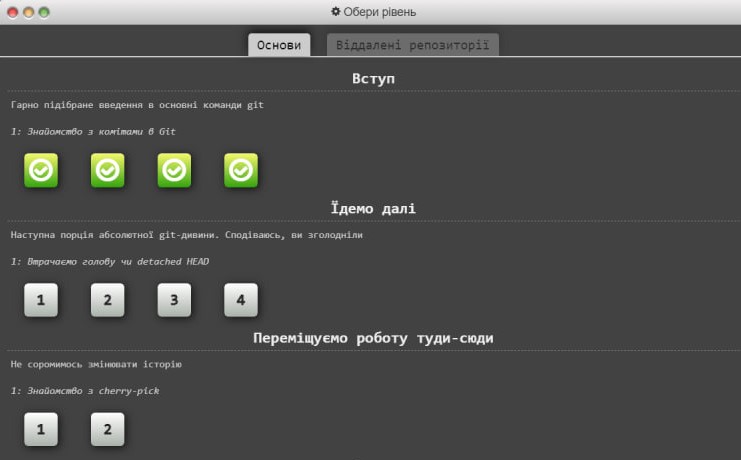 Обери рівень
Основи
Віддалені репозиторії
Вступ
Гарно підібране введення в основні команди git
1: Знайомство з комітами в Git
Їдемо далі
Наступна порція абсолютної git-дивини. Сподіваюсь, ви зголодніли
1: Втрачаємо голову чи detached HEAD
1 2 3 4
Переміщуємо роботу туди-сюди
Не соромимось змінювати історію
1: Знайомство з cherry-pick
1 2